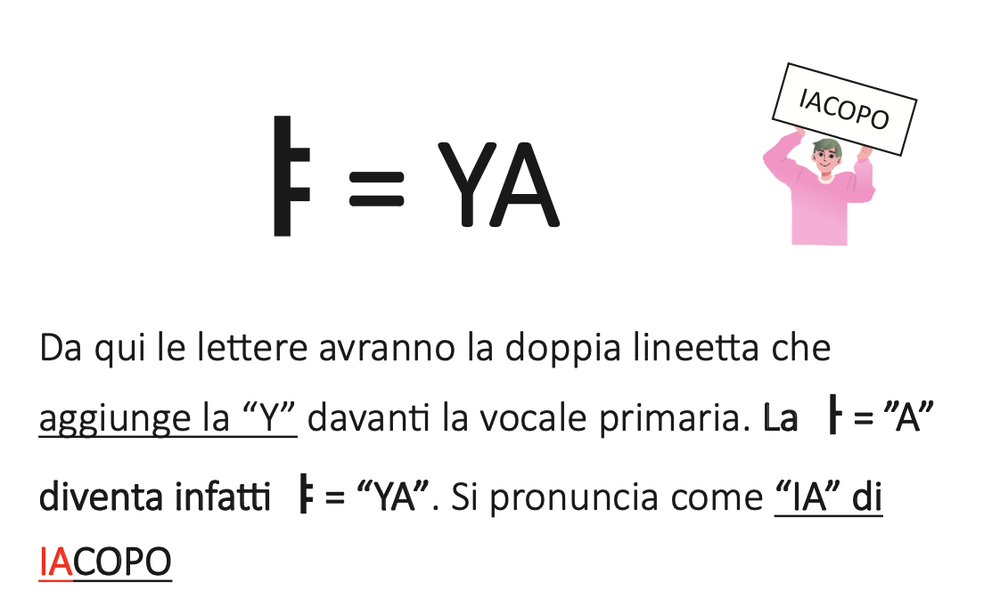 ㅑ = YA
IACOPO
Da qui le lettere avranno la doppia lineetta che
aggiunge la “Y” davanti la vocale primaria. La ㅏ = ”A”
diventa infatti ㅑ = “YA”. Si pronuncia come “IA” di
IACOPO